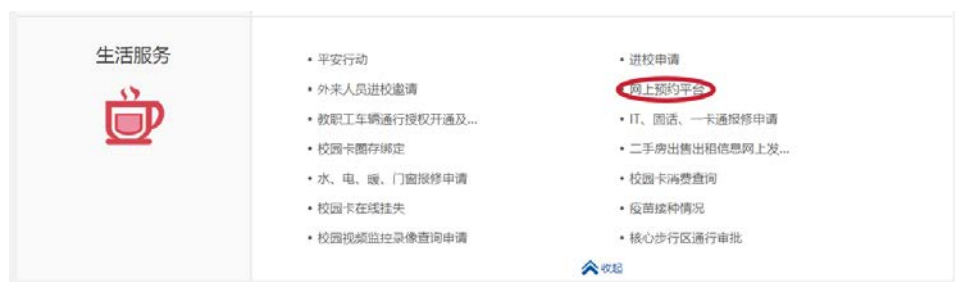 生活服务
• 平安行动
• 进校申请
• 外来人员进校邀请
• 网上预约平台
• 教职工车辆通行授权开通及...
• IT、固话、一卡通报修申请
• 校园卡圈存绑定
• 二手房出售出租信息网上发...
• 水、电、暖、门窗报修申请
• 校园卡消费查询
• 校园卡在线挂失
• 疫苗接种情况
• 校园视频监控录像查询申请
• 核心步行区通行审批
收起